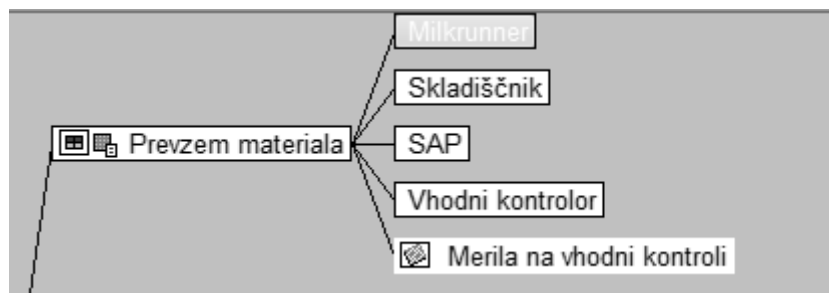 Milkrunner
Skladiščnik
Prevzem materiala
SAP
Vhodni kontrolor
Merila na vhodni kontroli